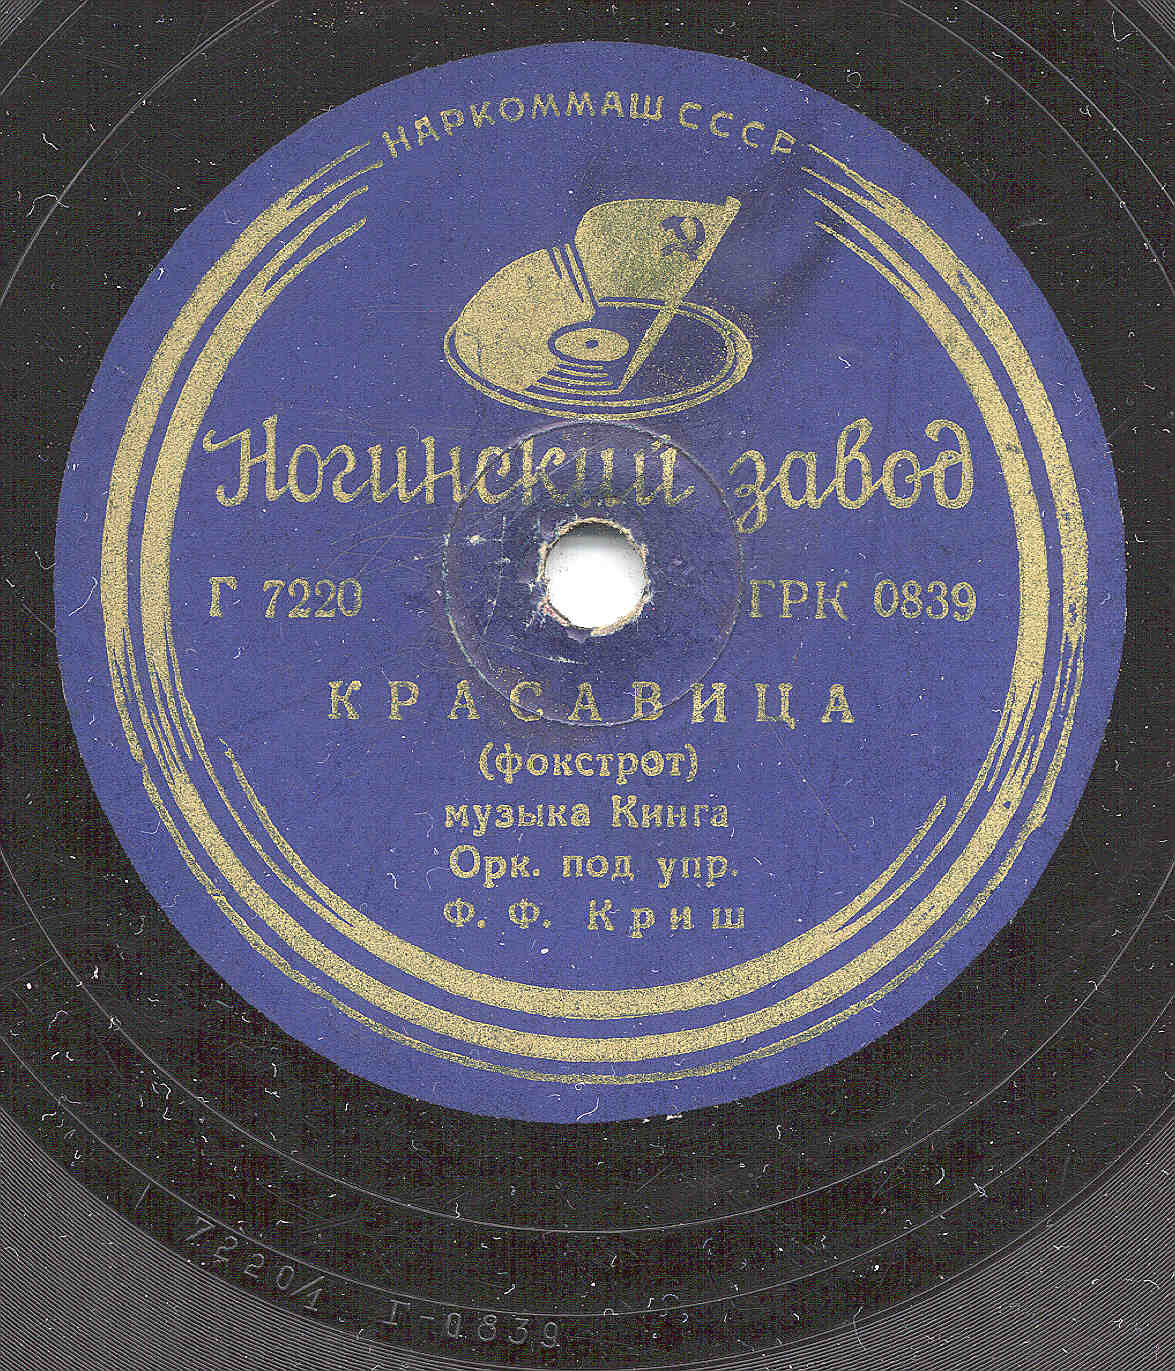 НАРКОММАШ СССР
Ногинский завод
Г 7220 ГРК 0839
КРАСАВИЦА
(фокстрот)
музыка Кинга
Орк. под упр.
Ф. Ф. Криш
7220/1 Г-0839